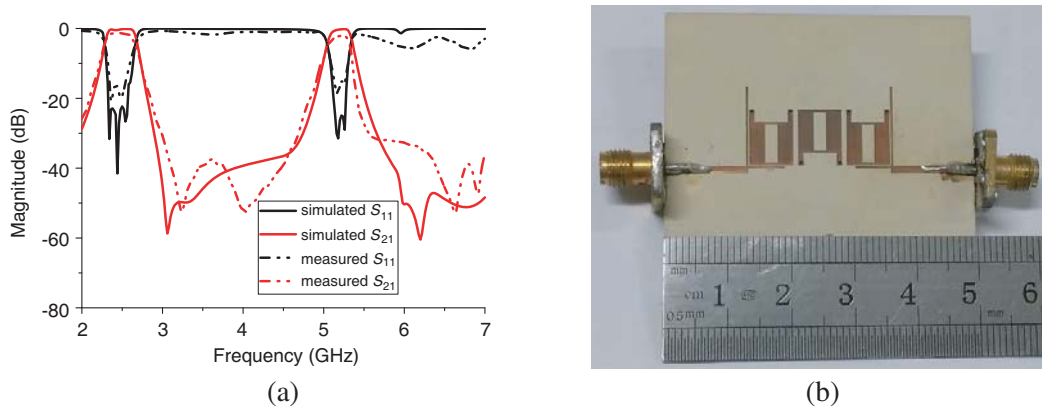 0
-20
-40
-60
-80
Magnitude (dB)
simulated S11
simulated S21
measured S11
measured S21
2 3 4 5 6 7
Frequency (GHz)
(a)
mm
cm 1 2 3 4 5 6
0.5mm mm
(b)